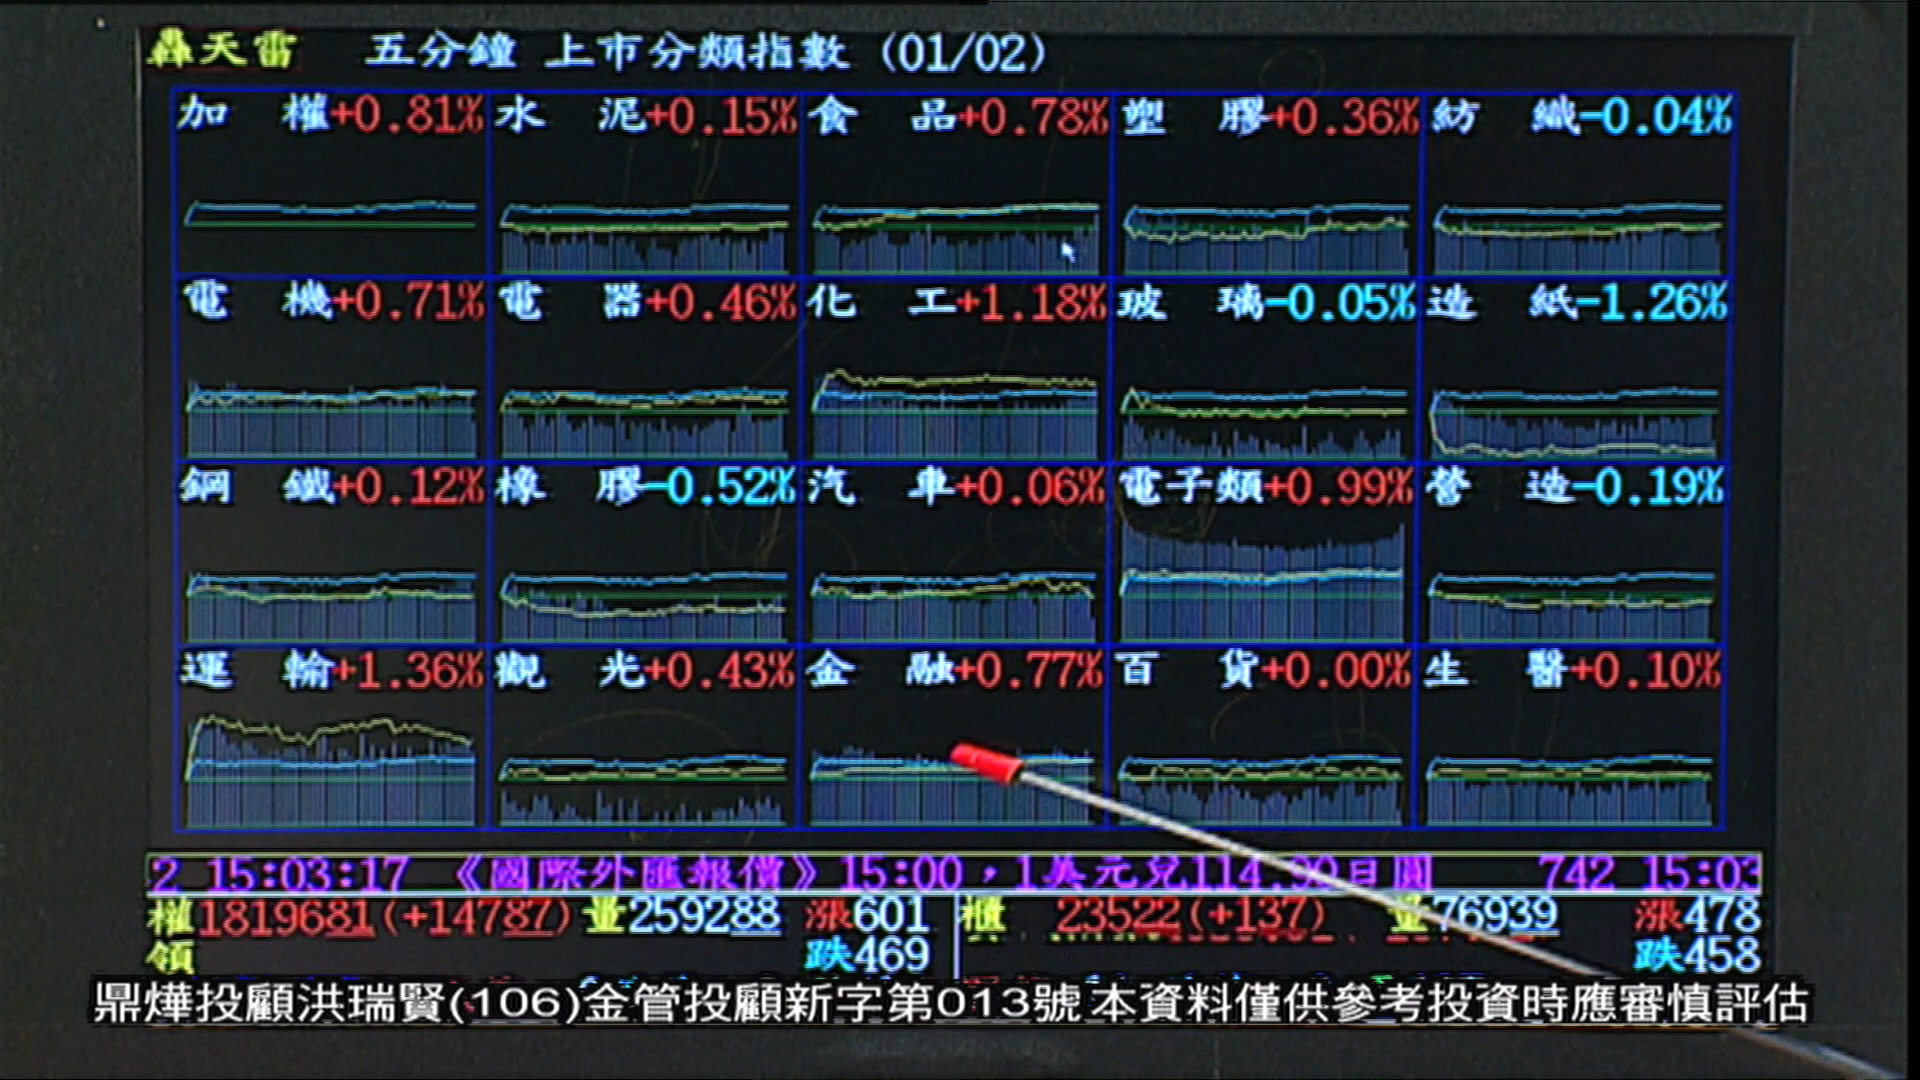 轟天雷 五分鐘 上市分類指數 (01/02)
加權+0.81% 水泥+0.15% 食品+0.78% 塑膠+0.36% 紡織-0.04%
電機+0.71% 電器+0.46% 化工+1.18% 玻璃-0.05% 造紙-1.26%
鋼鐵+0.12% 橡膠-0.52% 汽車+0.06% 電子類+0.99% 營造-0.19%
運輸+1.36% 觀光+0.43% 金融+0.77% 百貨+0.00% 生醫+0.10%
2 15:03:17 《國際外匯報價》15:00，1美元兌114.90日圓 742 15:03
權1819681(+14787) 量259288 漲601 櫃 23522(+137) 量76939 漲478
領 跌469 跌458
鼎燁投顧洪瑞賢(106)金管投顧新字第013號 本資料僅供參考投資時應審慎評估